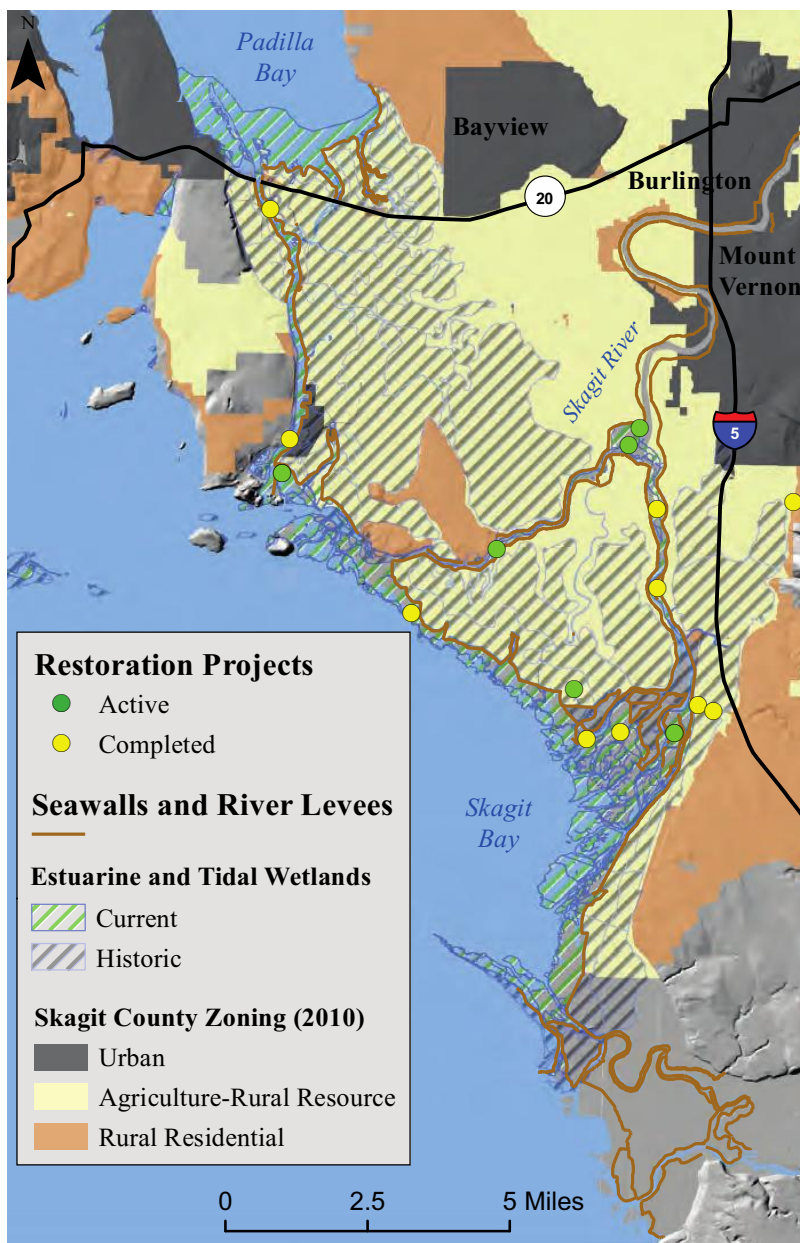 N
Padilla
Bay
Bayview
20
Burlington
Mount
Vernon
Skagit River
5
Restoration Projects
Active
Completed
Seawalls and River Levees
Estuarine and Tidal Wetlands
Current
Historic
Skagit County Zoning (2010)
Urban
Agriculture-Rural Resource
Rural Residential
Skagit
Bay
0 2.5 5 Miles